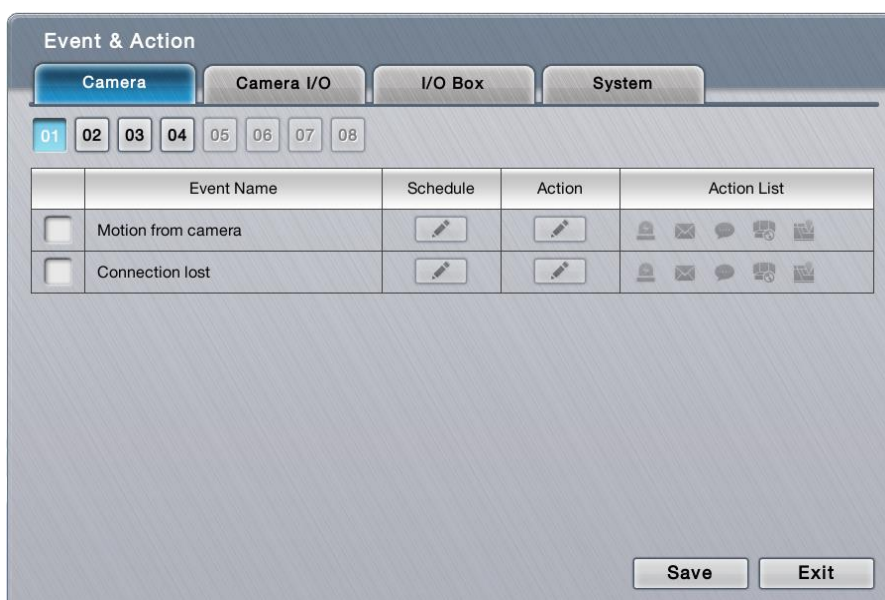 Event & Action
Camera Camera I/O I/O Box System
01 02 03 04 05 06 07 08
Event Name Schedule Action Action List
Motion from camera
Connection lost
Save Exit